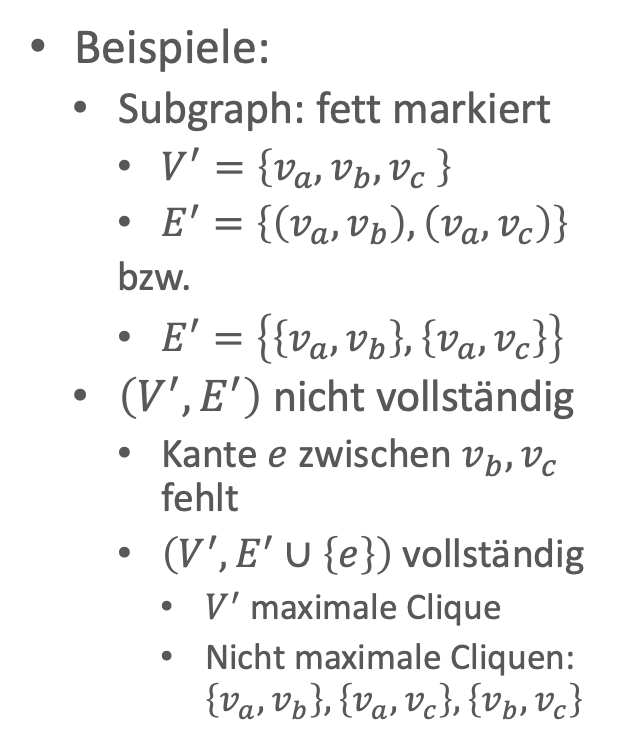 • Beispiele:
• Subgraph: fett markiert
• V′ = {v_a, v_b, v_c }
• E′ = {(v_a, v_b), (v_a, v_c)}
bzw.
• E′ = {{v_a, v_b}, {v_a, v_c}}
• (V′, E′) nicht vollständig
• Kante e zwischen v_b, v_c
fehlt
• (V′, E′ ∪ {e}) vollständig
• V′ maximale Clique
• Nicht maximale Cliquen:
{v_a, v_b}, {v_a, v_c}, {v_b, v_c}